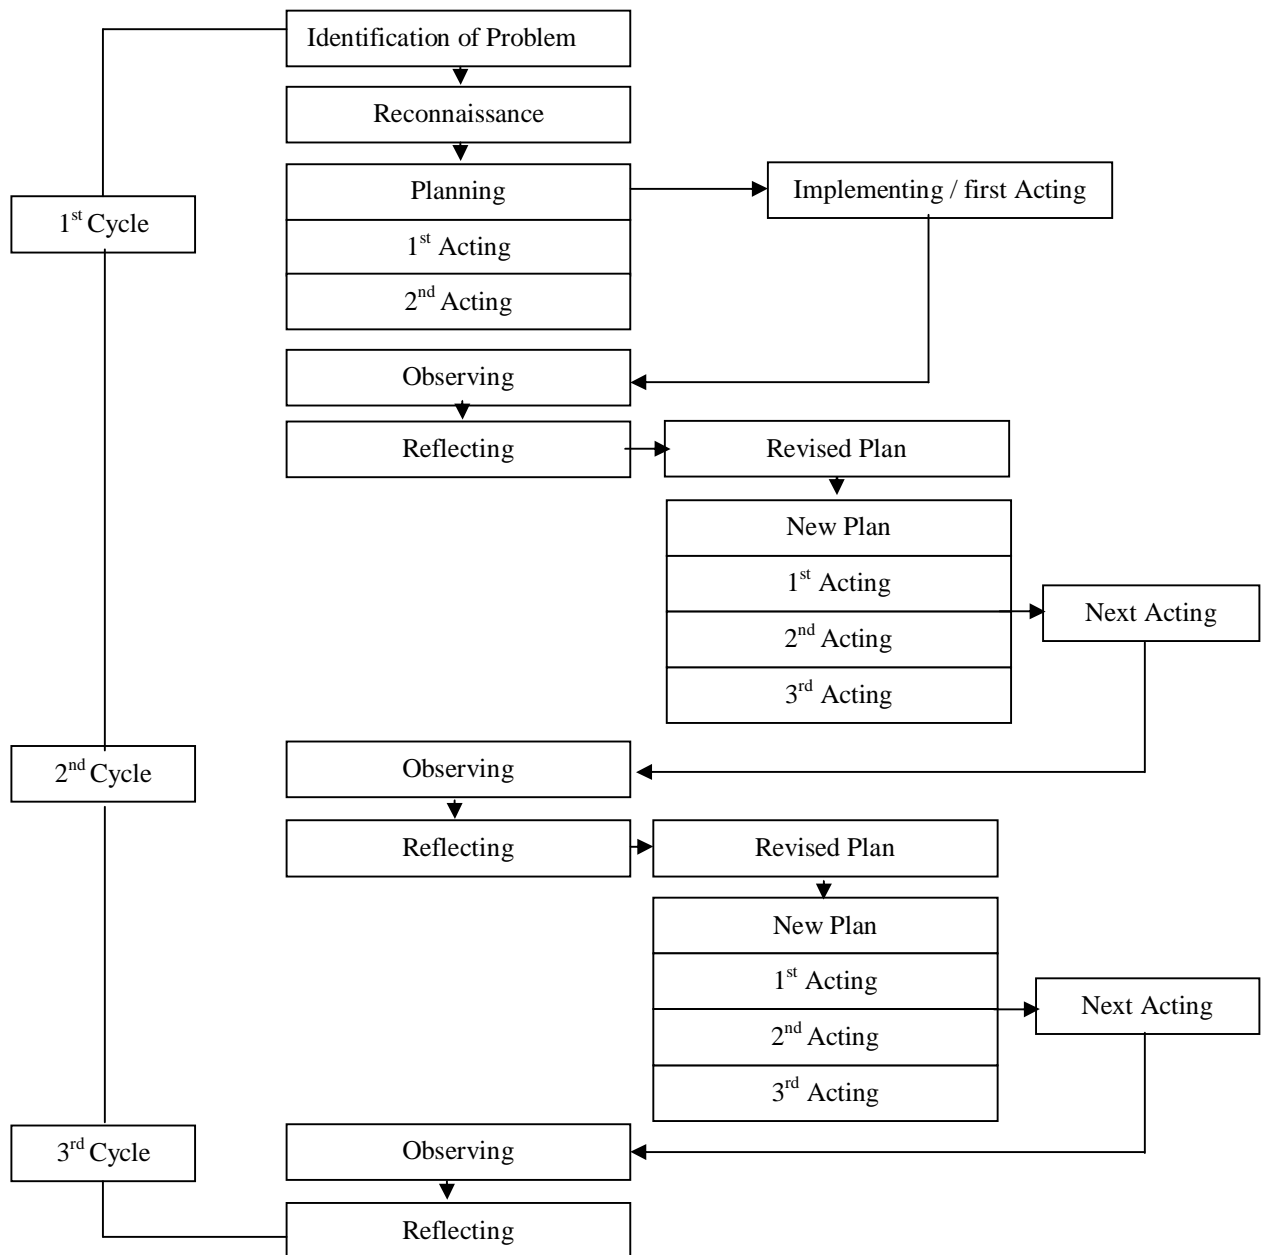 Identification of Problem
Reconnaissance
Planning
Implementing / first Acting
1st Cycle
1st Acting
2nd Acting
Observing
Reflecting
Revised Plan
New Plan
1st Acting
Next Acting
2nd Acting
3rd Acting
2nd Cycle
Observing
Reflecting
Revised Plan
New Plan
1st Acting
Next Acting
2nd Acting
3rd Acting
3rd Cycle
Observing
Reflecting